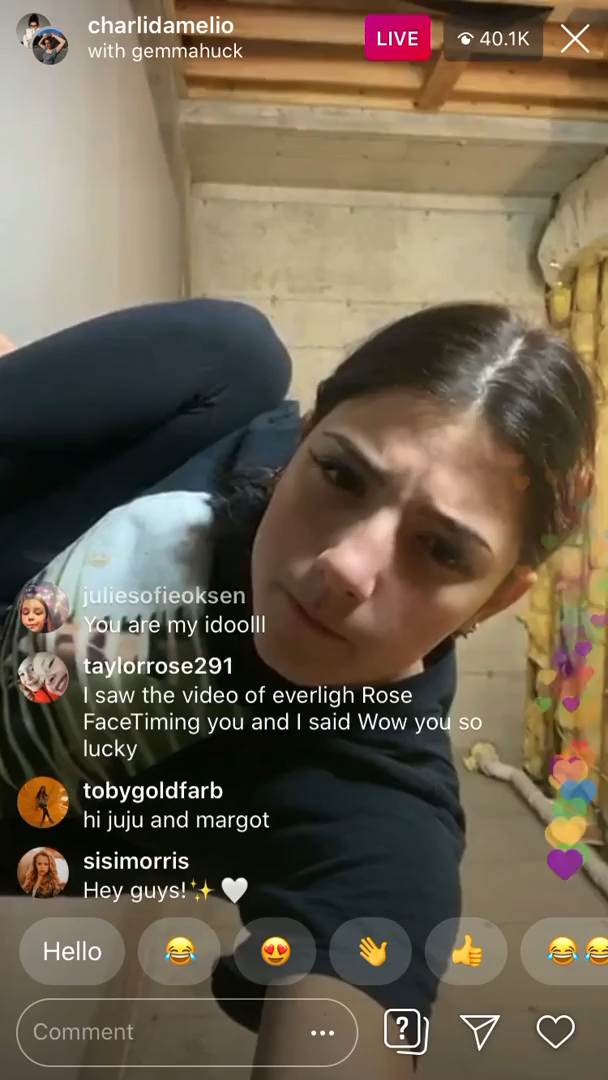 charlidamelio
with gemmahuck
LIVE
40.1K
juliesofieoksen
You are my idoolll
taylorrose291
I saw the video of everligh Rose
FaceTiming you and I said Wow you so
lucky
tobygoldfarb
hi juju and margot
sisimorris
Hey guys!✨ 🤍
Hello 😂 😍 👋 👍 😂😂
Comment